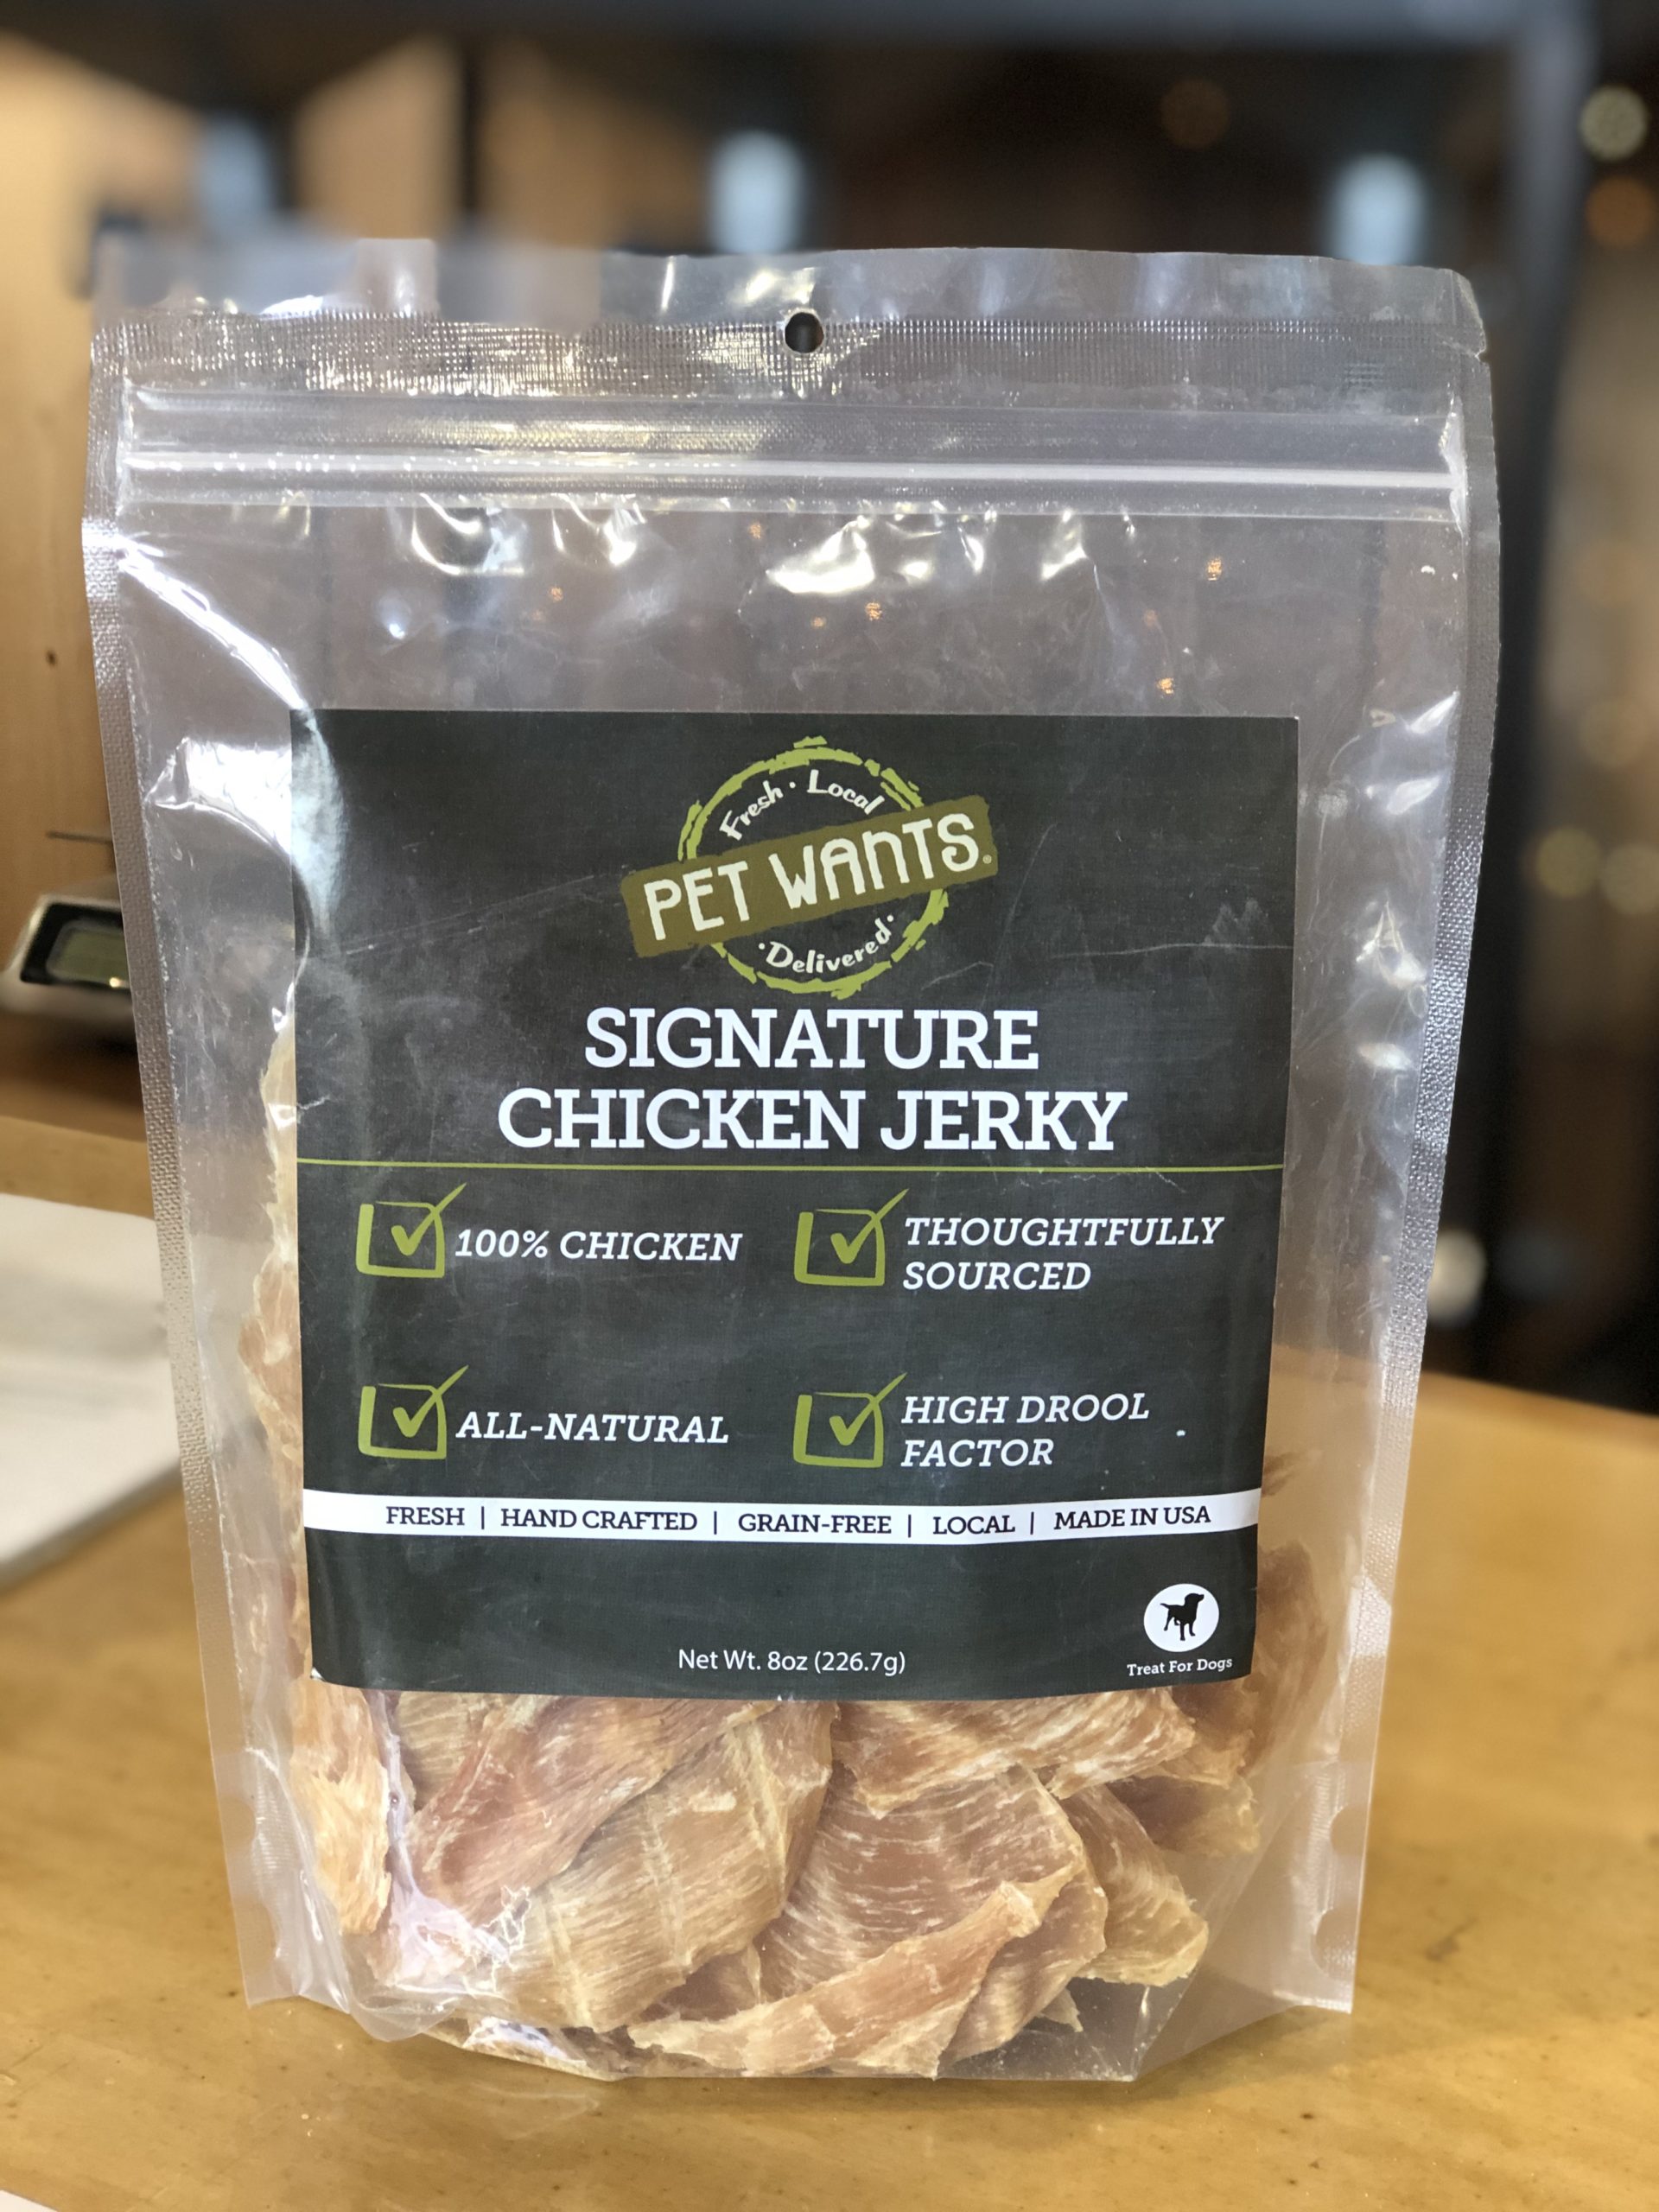 Fresh · Local
PET WANTS®
·Delivered·
SIGNATURE
CHICKEN JERKY
100% CHICKEN
THOUGHTFULLY
SOURCED
ALL-NATURAL
HIGH DROOL
FACTOR
FRESH | HAND CRAFTED | GRAIN-FREE | LOCAL | MADE IN USA
Net Wt. 8oz (226.7g)
Treat For Dogs